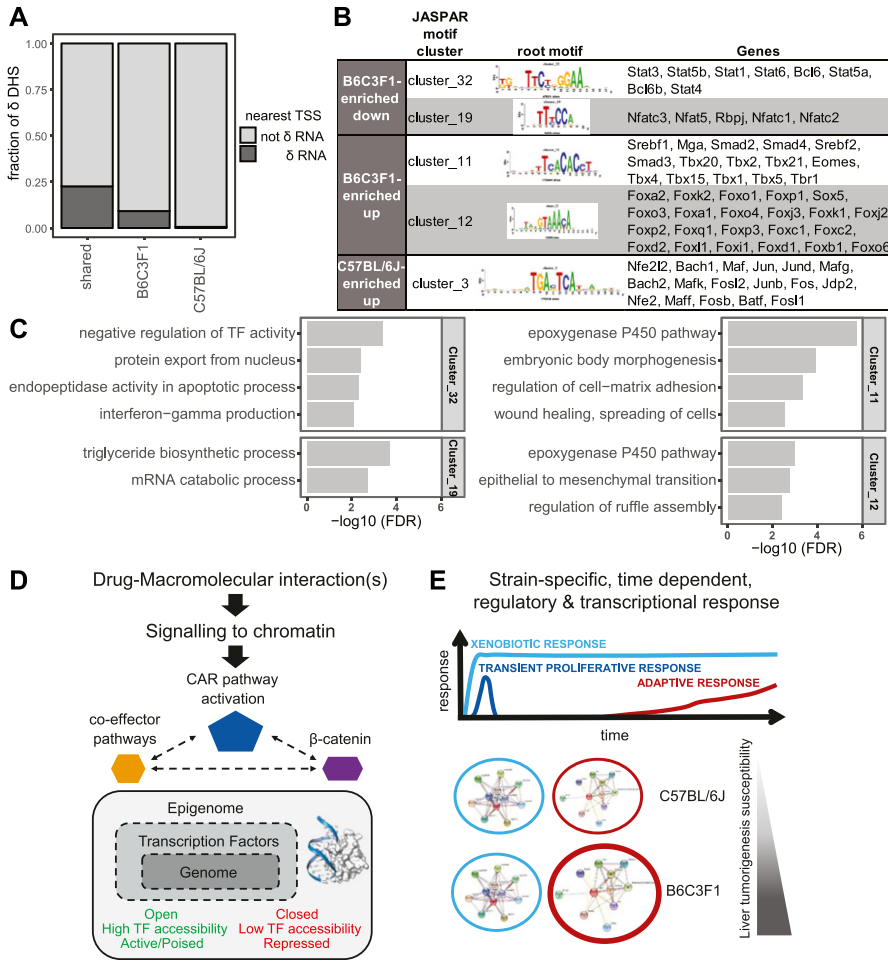 A
1.00
0.75
0.50
0.25
0.00
fraction of δ DHS
shared
B6C3F1
C57BL/6J
nearest TSS
not δ RNA
δ RNA
B
JASPAR
motif
cluster
root motif
Genes
B6C3F1-
enriched
down
cluster_32
Stat3, Stat5b, Stat1, Stat6, Bcl6, Stat5a,
Bcl6b, Stat4
cluster_19
Nfatc3, Nfat5, Rbpj, Nfatc1, Nfatc2
B6C3F1-
enriched
up
cluster_11
Srebf1, Mga, Smad2, Smad4, Srebf2,
Smad3, Tbx20, Tbx2, Tbx21, Eomes,
Tbx4, Tbx15, Tbx1, Tbx5, Tbr1
cluster_12
Foxa2, Foxk2, Foxo1, Foxp1, Sox5,
Foxo3, Foxa1, Foxo4, Foxj3, Foxk1, Foxj2,
Foxp2, Foxq1, Foxp3, Foxc1, Foxc2,
Foxd2, Foxl1, Foxi1, Foxd1, Foxb1, Foxo6
C57BL/6J-
enriched
up
cluster_3
Nfe2l2, Bach1, Maf, Jun, Jund, Mafg,
Bach2, Mafk, Fosl2, Junb, Fos, Jdp2,
Nfe2, Maff, Fosb, Batf, Fosl1
C
negative regulation of TF activity
protein export from nucleus
endopeptidase activity in apoptotic process
interferon-gamma production
Cluster_32
triglyceride biosynthetic process
mRNA catabolic process
Cluster_19
0 2 4 6
−log10 (FDR)
epoxygenase P450 pathway
embryonic body morphogenesis
regulation of cell-matrix adhesion
wound healing, spreading of cells
Cluster_11
epoxygenase P450 pathway
epithelial to mesenchymal transition
regulation of ruffle assembly
Cluster_12
0 2 4 6
−log10 (FDR)
D
Drug-Macromolecular interaction(s)
Signalling to chromatin
CAR pathway
activation
co-effector
pathways
β-catenin
Epigenome
Transcription Factors
Genome
Open
High TF accessibility
Active/Poised
Closed
Low TF accessibility
Repressed
E
Strain-specific, time dependent,
regulatory & transcriptional response
XENOBIOTIC RESPONSE
TRANSIENT PROLIFERATIVE RESPONSE
ADAPTIVE RESPONSE
response
time
C57BL/6J
B6C3F1
Liver tumorigenesis susceptibility